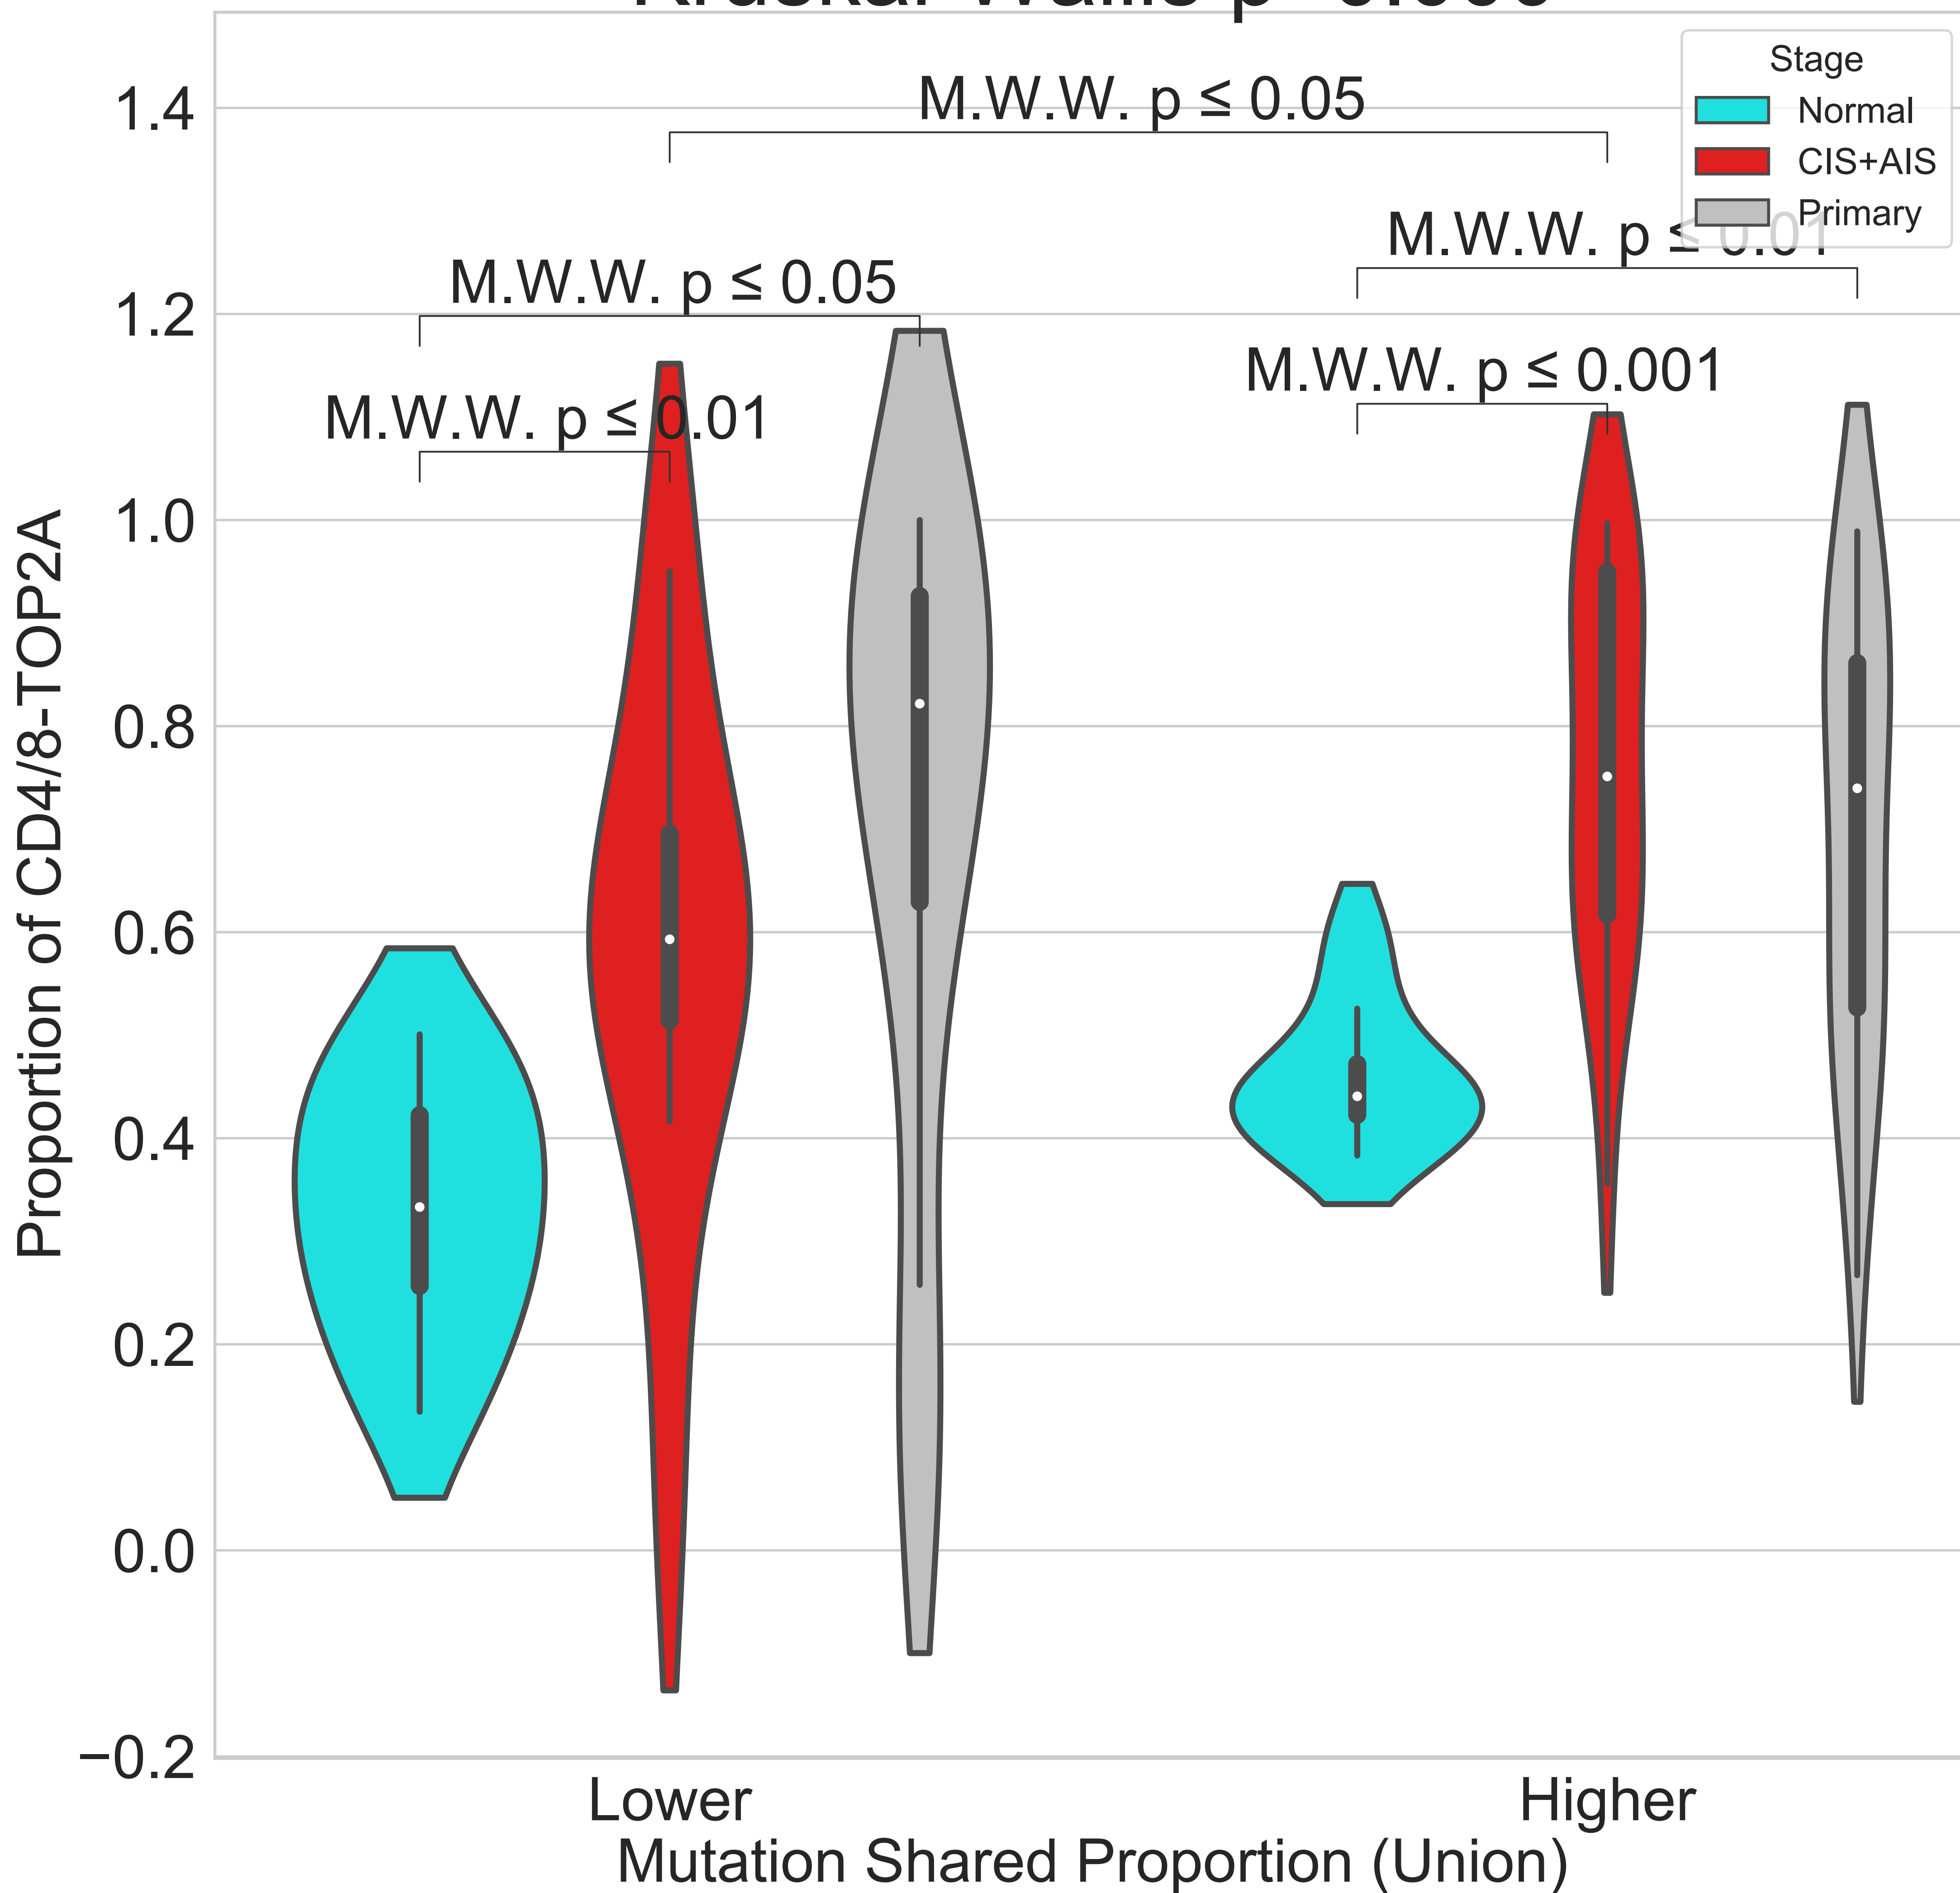 Stage
Normal
CIS+AIS
Primary
M.W.W. p ≤ 0.05
M.W.W. p ≤ 0.01
M.W.W. p ≤ 0.05
M.W.W. p ≤ 0.001
M.W.W. p ≤ 0.01
1.4
1.2
1.0
0.8
0.6
0.4
0.2
0.0
−0.2
Proportion of CD4/8-TOP2A
Lower
Higher
Mutation Shared Proportion (Union)